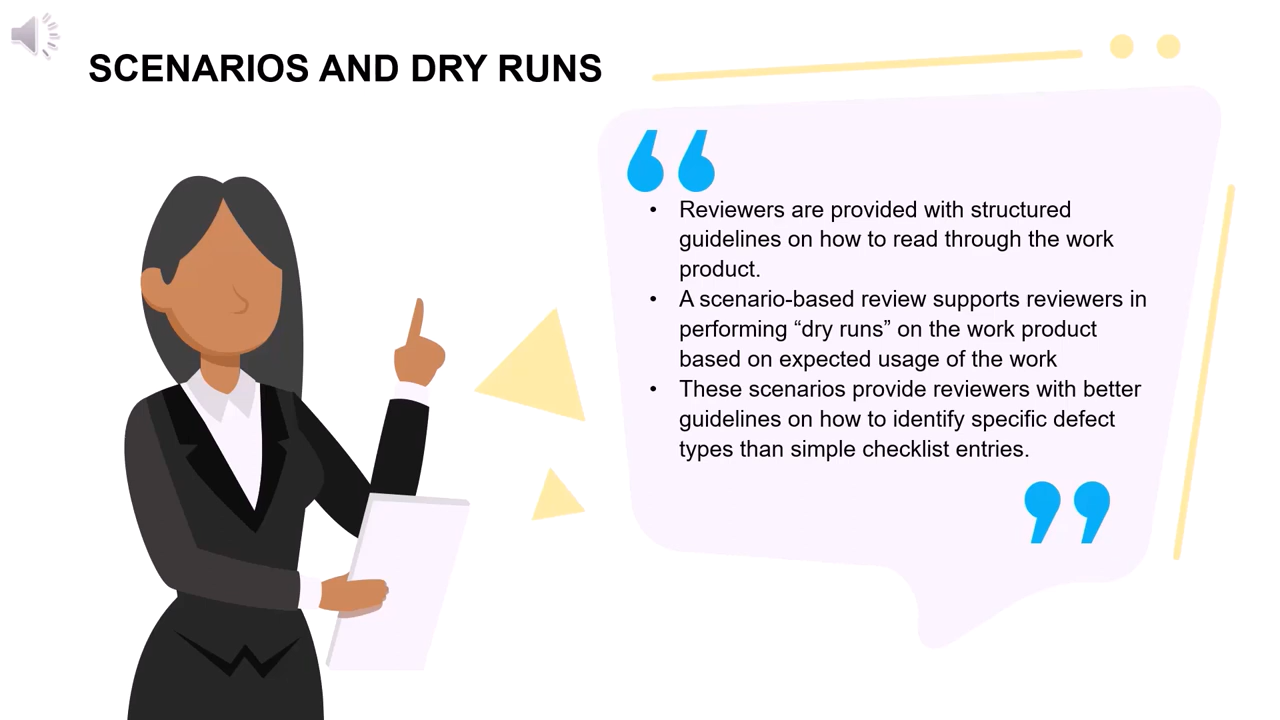 SCENARIOS AND DRY RUNS
• Reviewers are provided with structured
guidelines on how to read through the work
product.
• A scenario-based review supports reviewers in
performing “dry runs” on the work product
based on expected usage of the work
• These scenarios provide reviewers with better
guidelines on how to identify specific defect
types than simple checklist entries.